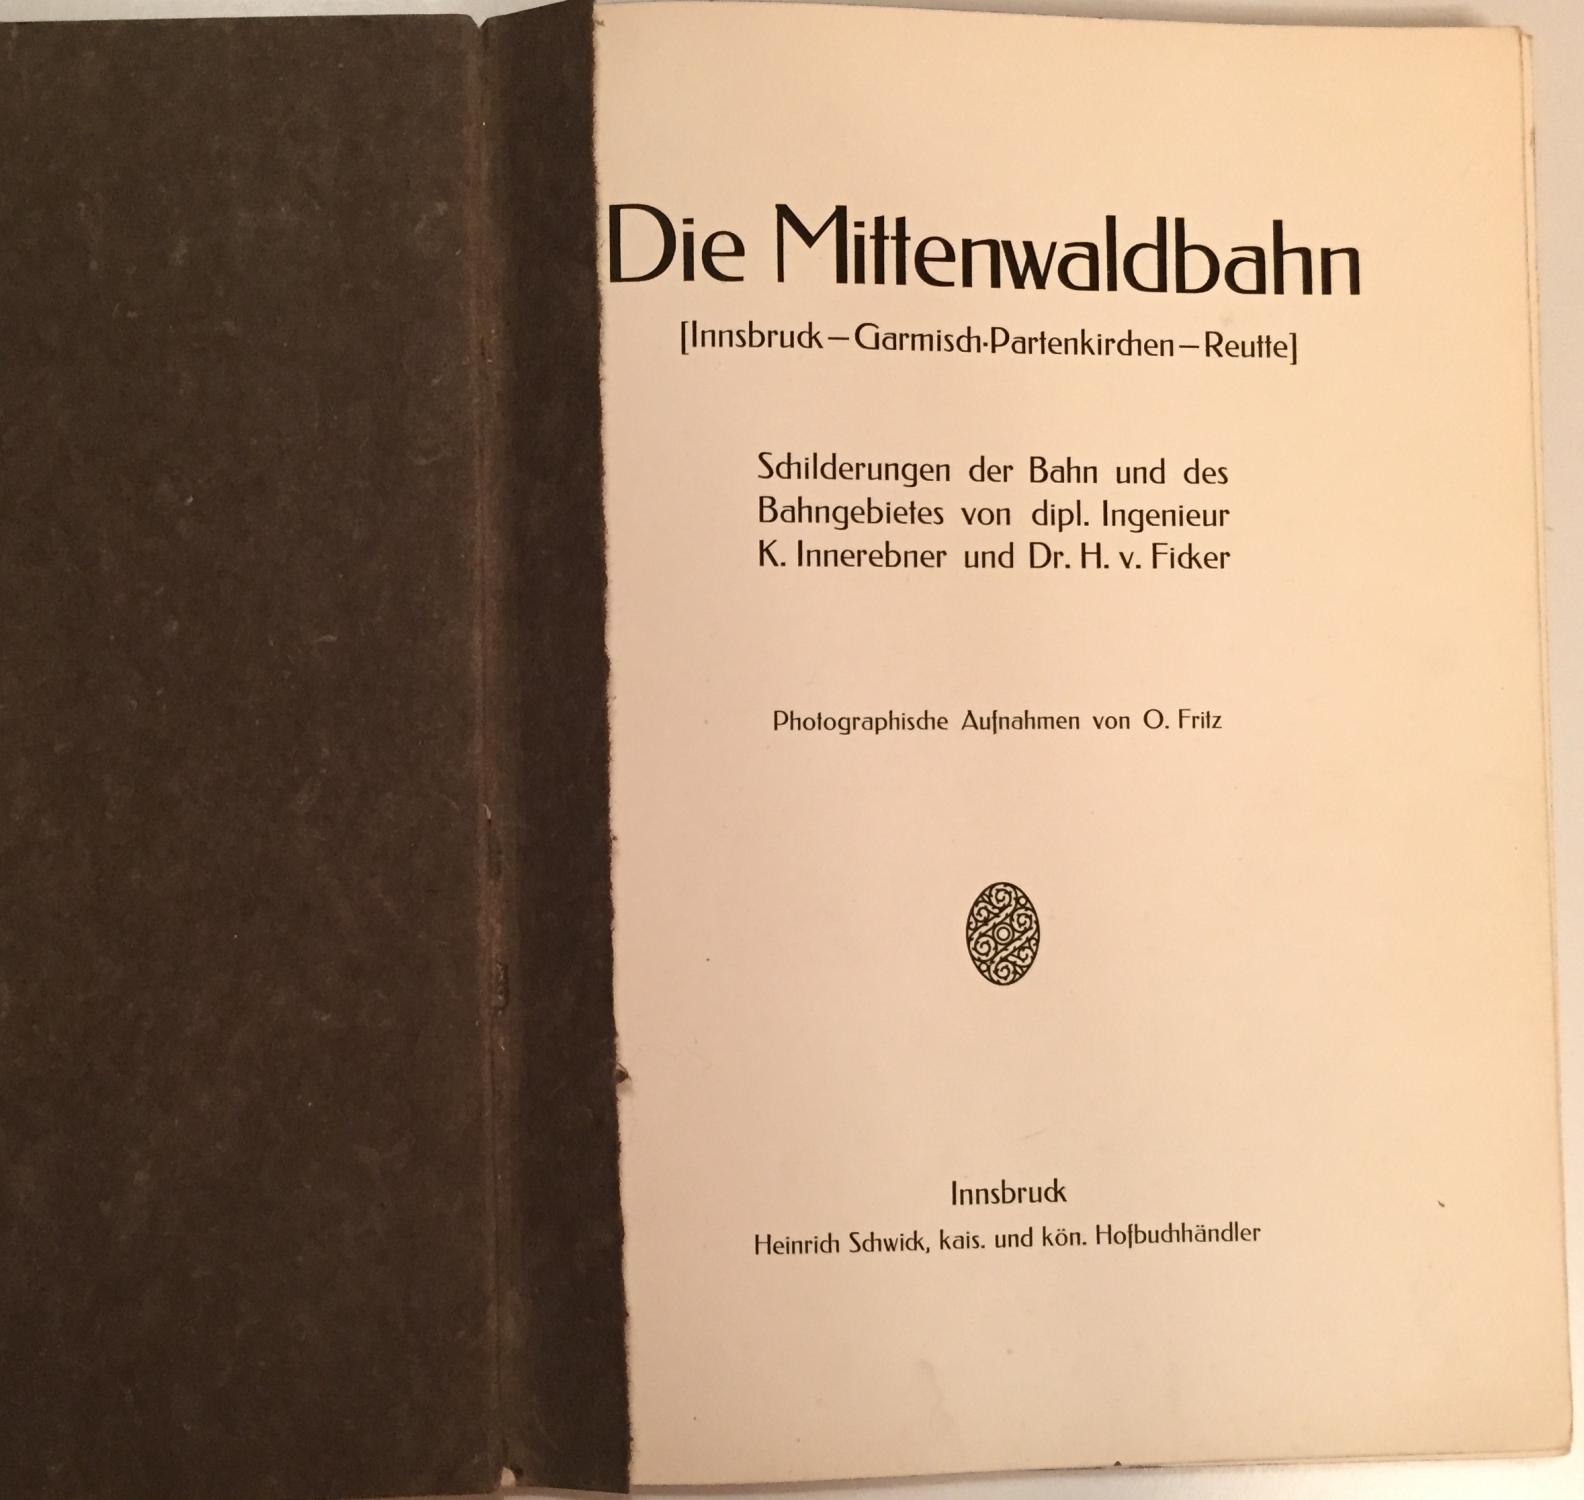 Die Mittenwaldbahn
[Innsbruck—Garmisch-Partenkirchen—Reutte]
Schilderungen der Bahn und des
Bahngebietes von dipl. Ingenieur
K. Innerebner und Dr. H. v. Ficker
Photographische Aufnahmen von O. Fritz
Innsbruck
Heinrich Schwick, kais. und kön. Hofbuchhändler